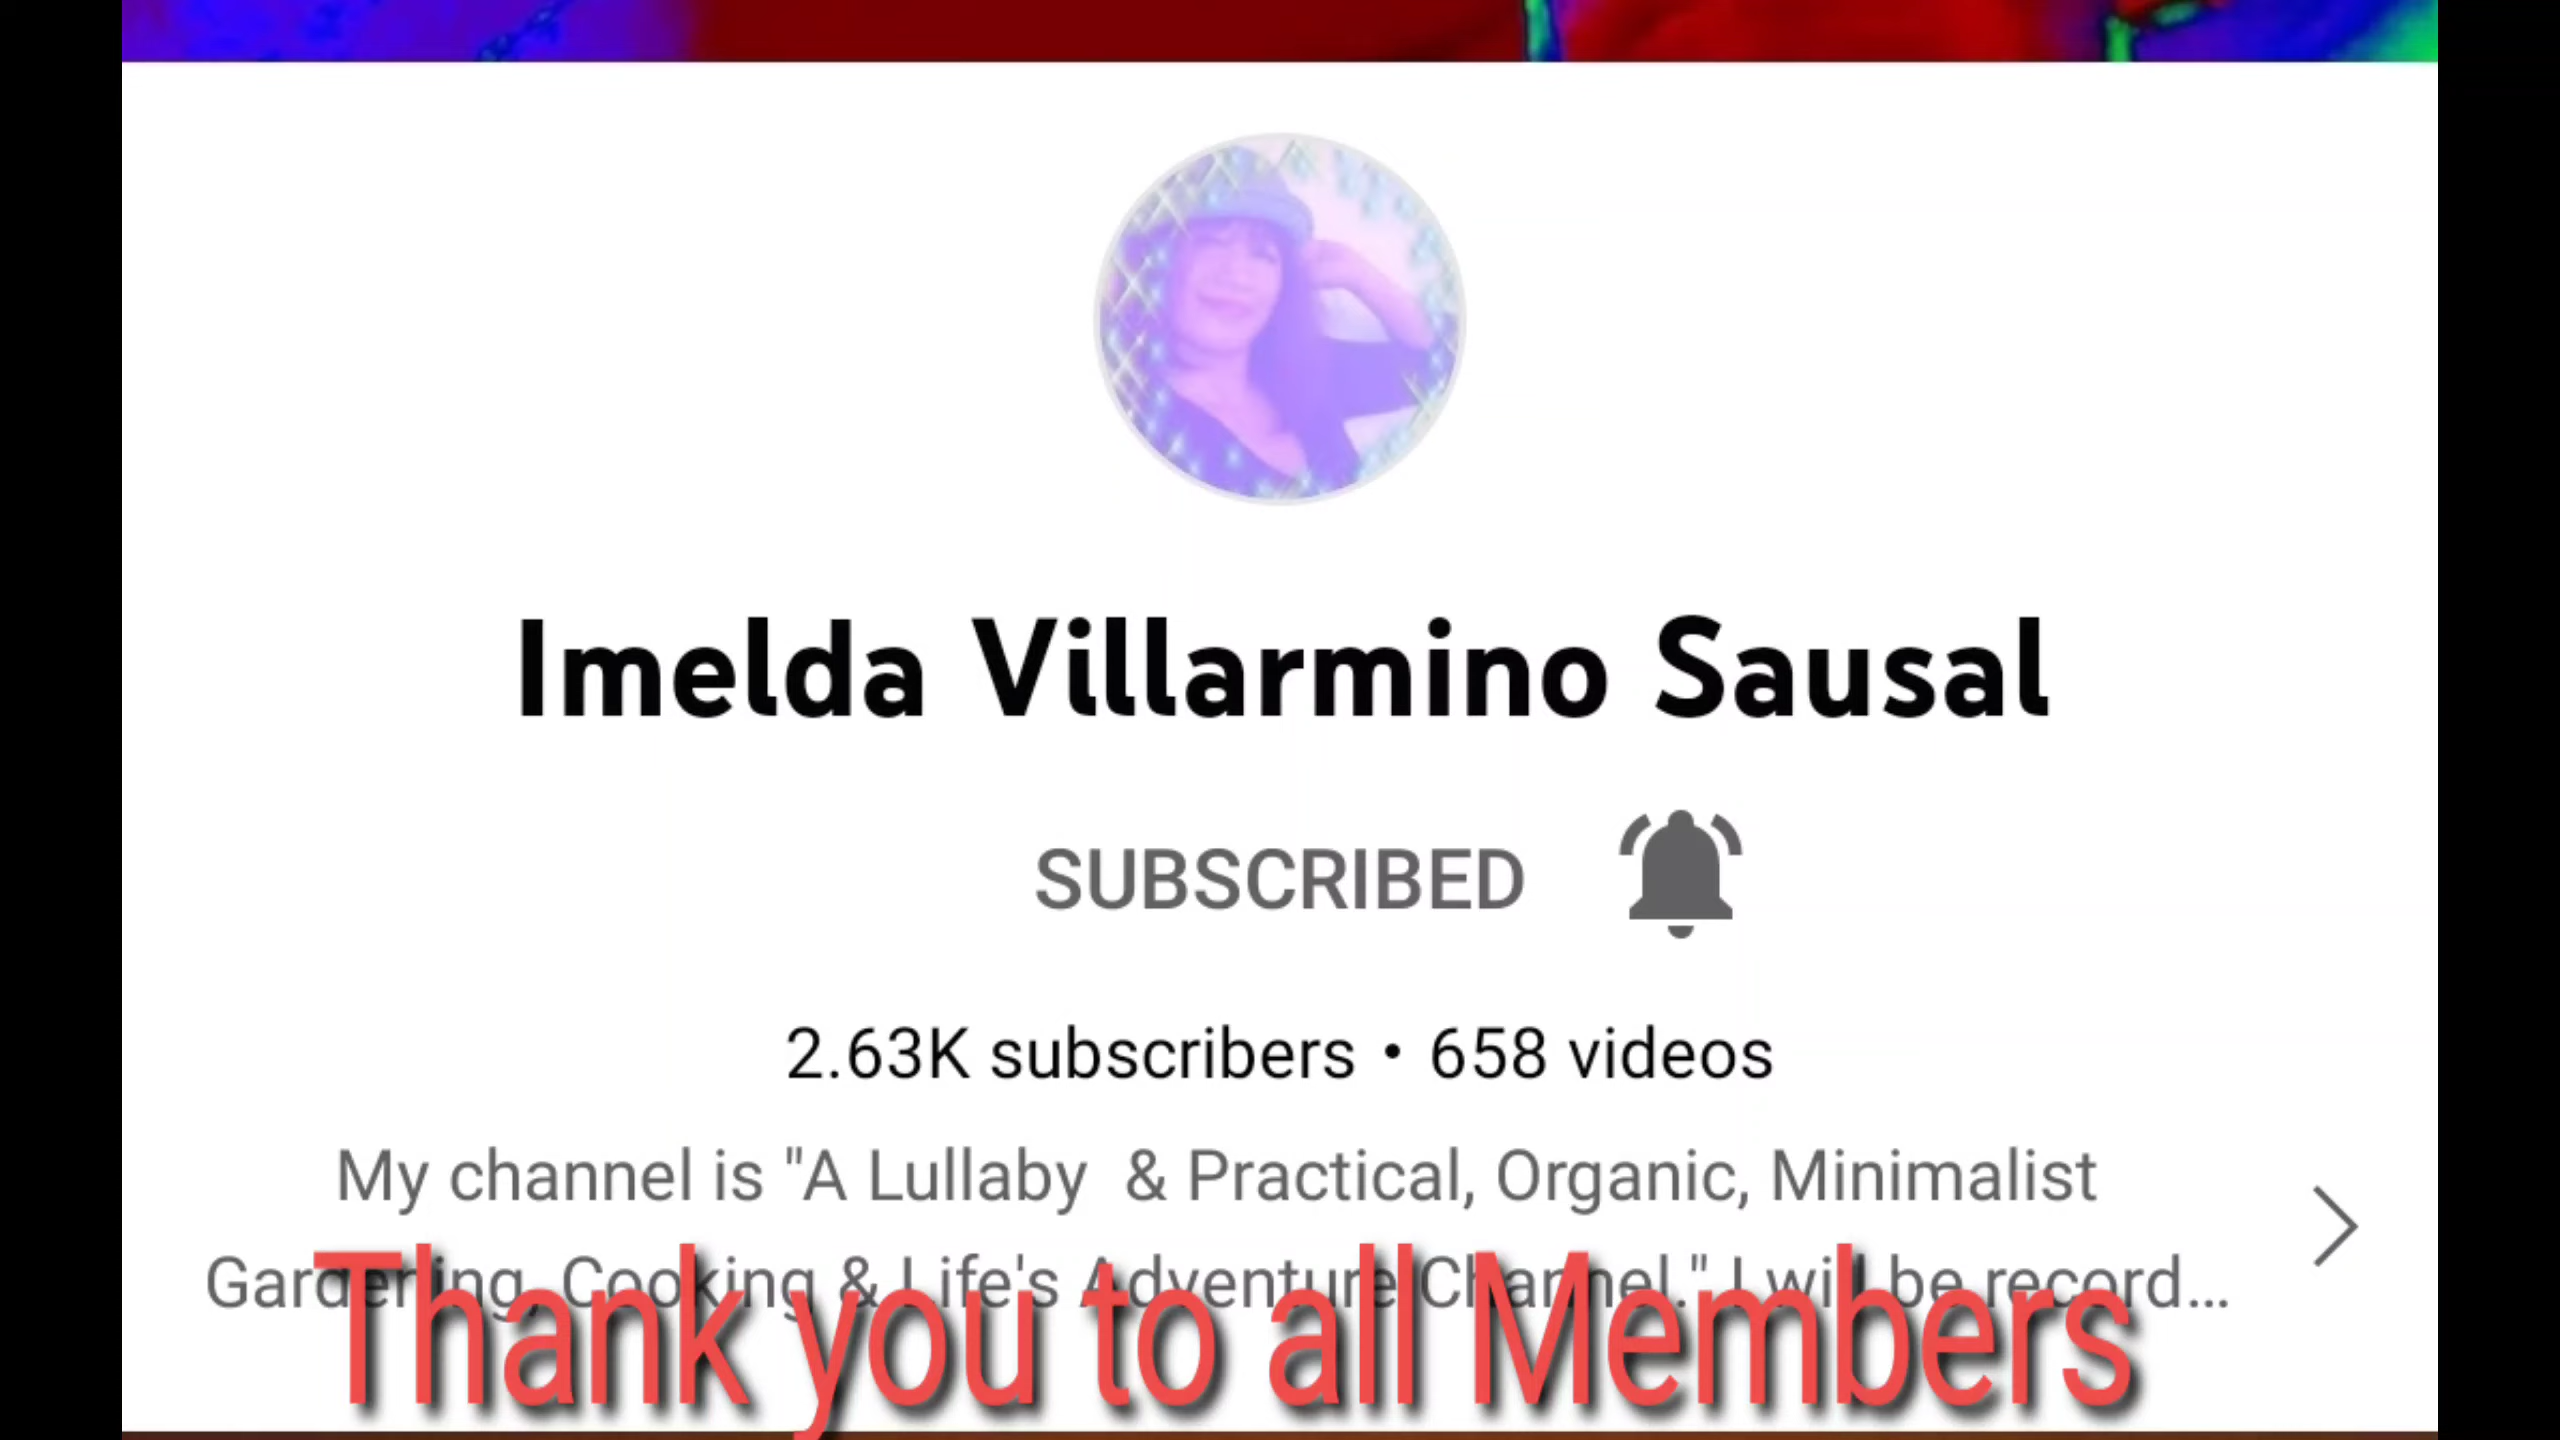 Imelda Villarmino Sausal
SUBSCRIBED
2.63K subscribers • 658 videos
My channel is "A Lullaby & Practical, Organic, Minimalist
Gardening, Cooking & Life's Adventure Channel." I will be record...
Thank you to all Members